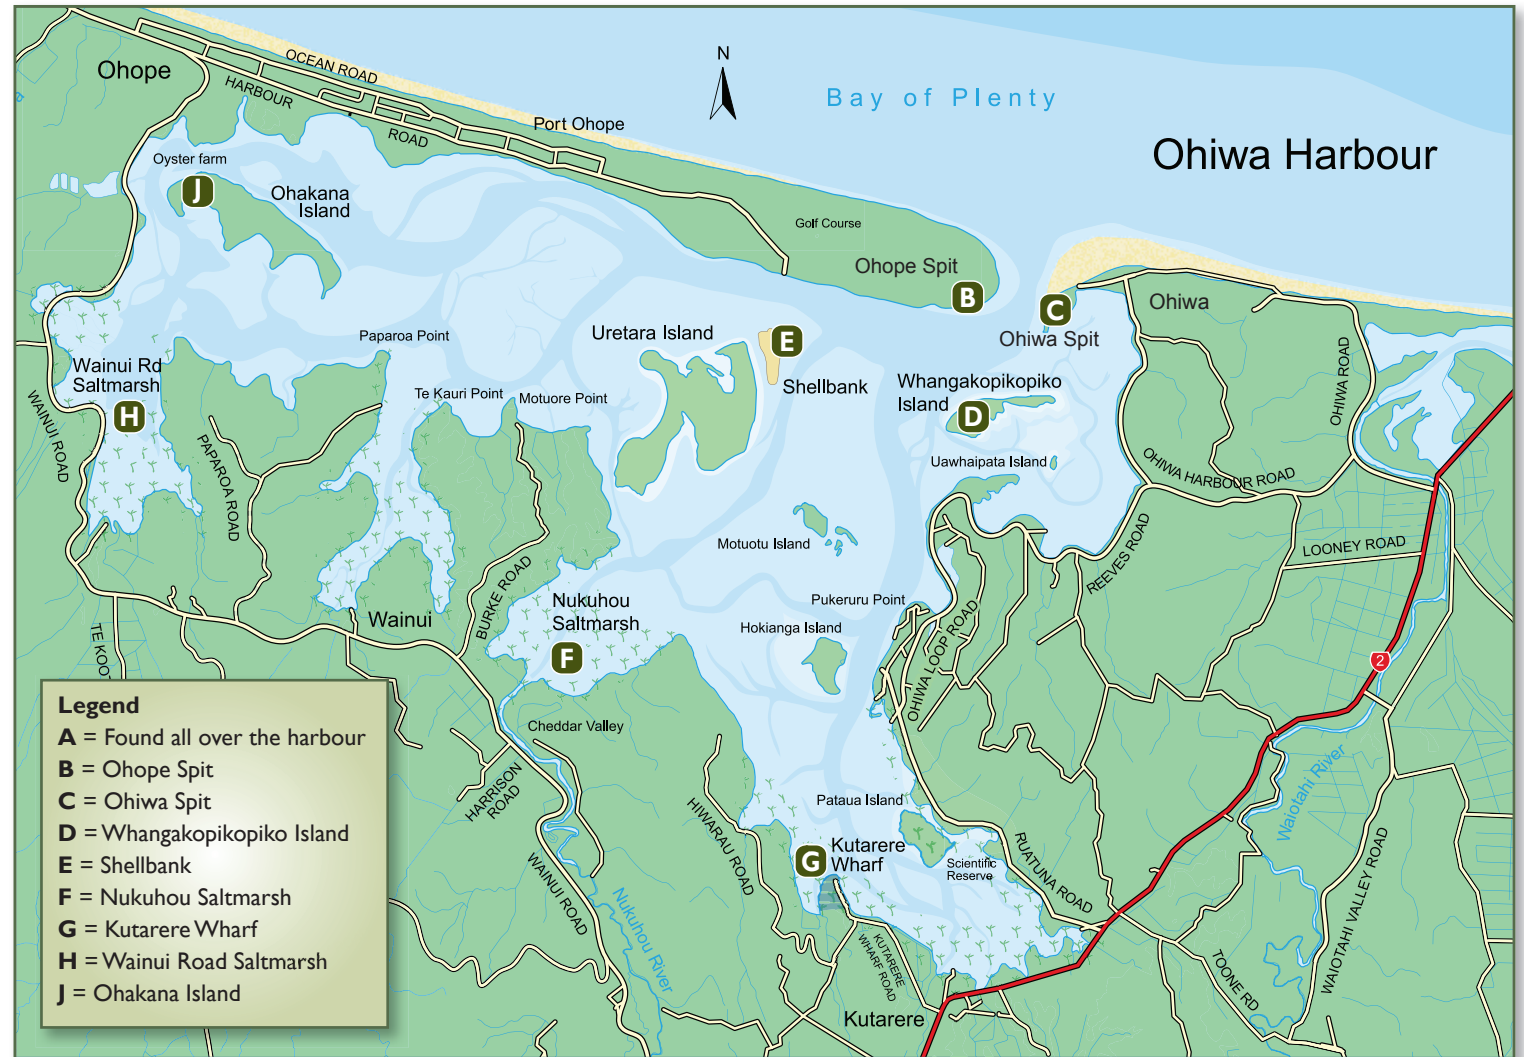 Ohiwa Harbour
N
Bay of Plenty
Ohope
OCEAN ROAD
HARBOUR
ROAD
Port Ohope
Oyster farm
J
Ohakana
Island
Golf Course
Ohope Spit
B
C
Ohiwa Spit
Ohiwa
Paparoa Point
Uretara Island
E
Shellbank
Wainui Rd
Saltmarsh
H
WAINUI ROAD
PAPAROA ROAD
Te Kauri Point
Motuore Point
Whangakopikopiko
Island
D
Uawhaipata Island
OHIWA ROAD
OHIWA HARBOUR ROAD
REEVES ROAD
LOONEY ROAD
Motuotu Island
Pukeruru Point
Hokianga Island
OHIWA LOOP ROAD
BURKE ROAD
Nukuhou
Saltmarsh
F
Wainui
TE KOOT
Cheddar Valley
HARRISON
ROAD
WAINUI ROAD
Nukuhou River
HIWARAU ROAD
Pataua Island
G
Kutarere
Wharf
Scientific
Reserve
RUATUNA ROAD
KUTARERE
WHARF ROAD
Kutarere
2
Waiotahi River
WAIOTAHI VALLEY ROAD
TOONE RD
Legend
A = Found all over the harbour
B = Ohope Spit
C = Ohiwa Spit
D = Whangakopikopiko Island
E = Shellbank
F = Nukuhou Saltmarsh
G = Kutarere Wharf
H = Wainui Road Saltmarsh
J = Ohakana Island